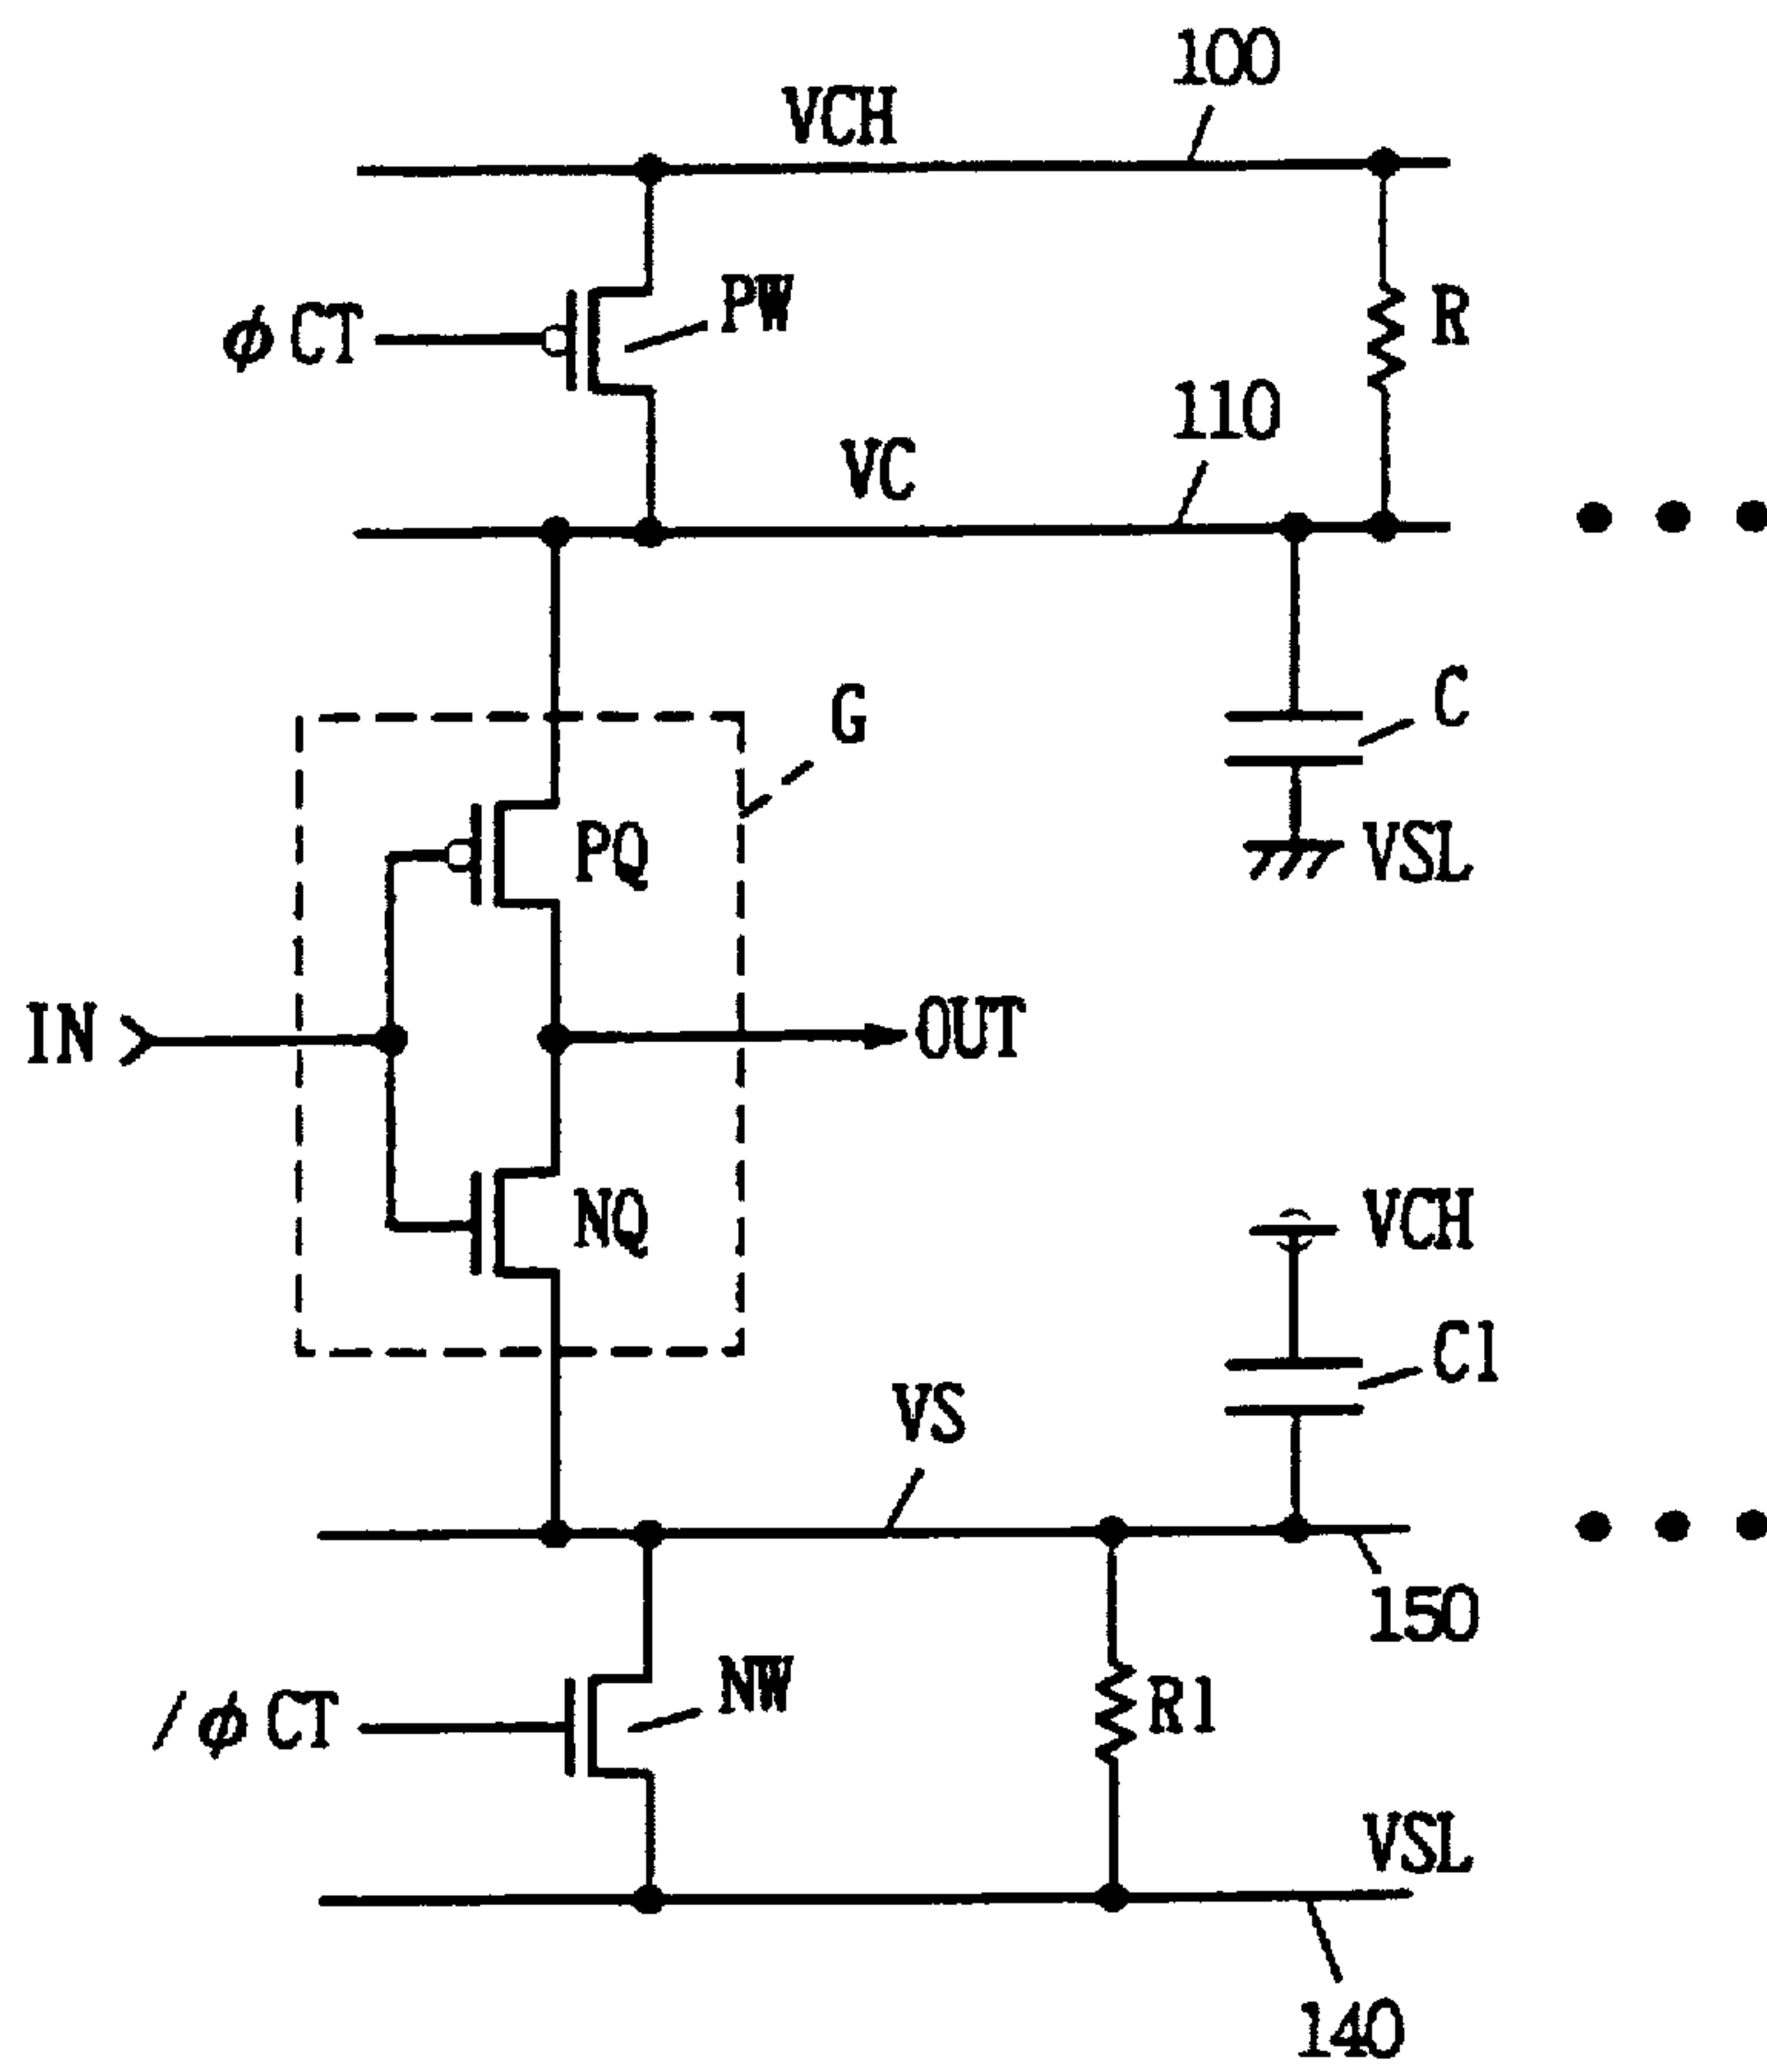 100
VCH
PW
φCT
R
110
VC
C
G
VSL
PQ
IN
OUT
NQ
VCH
C1
VS
150
NW
/φCT
R1
VSL
140